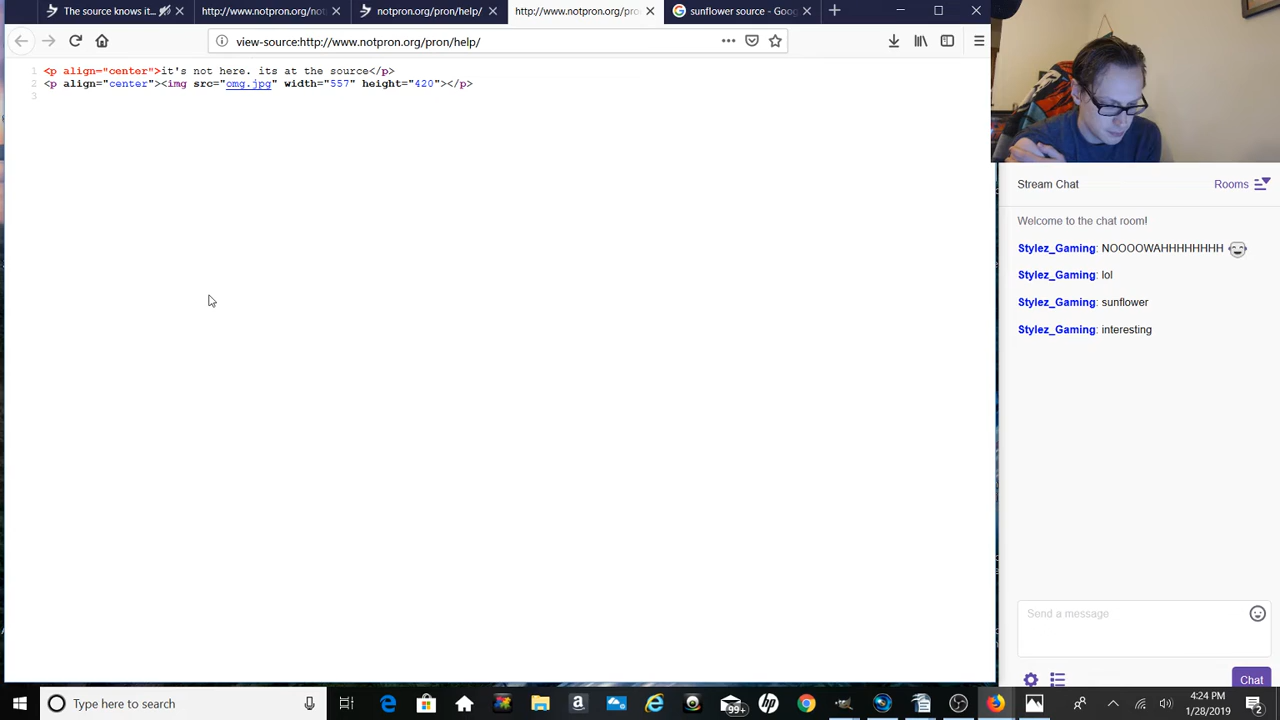 The source knows it...
http://www.notpron.org/not
notpron.org/pron/help/
http://www.notpron.org/pro
sunflower source - Goog
view-source:http://www.notpron.org/pron/help/
1 <p align="center">it's not here. its at the source</p>
2 <p align="center"><img src="omg.jpg" width="557" height="420"></p>
3
Stream Chat
Rooms
Welcome to the chat room!
Stylez_Gaming: NOOOOWAHHHHHHHH
Stylez_Gaming: lol
Stylez_Gaming: sunflower
Stylez_Gaming: interesting
Send a message
Chat
Type here to search
99+
4:24 PM
1/28/2019
2